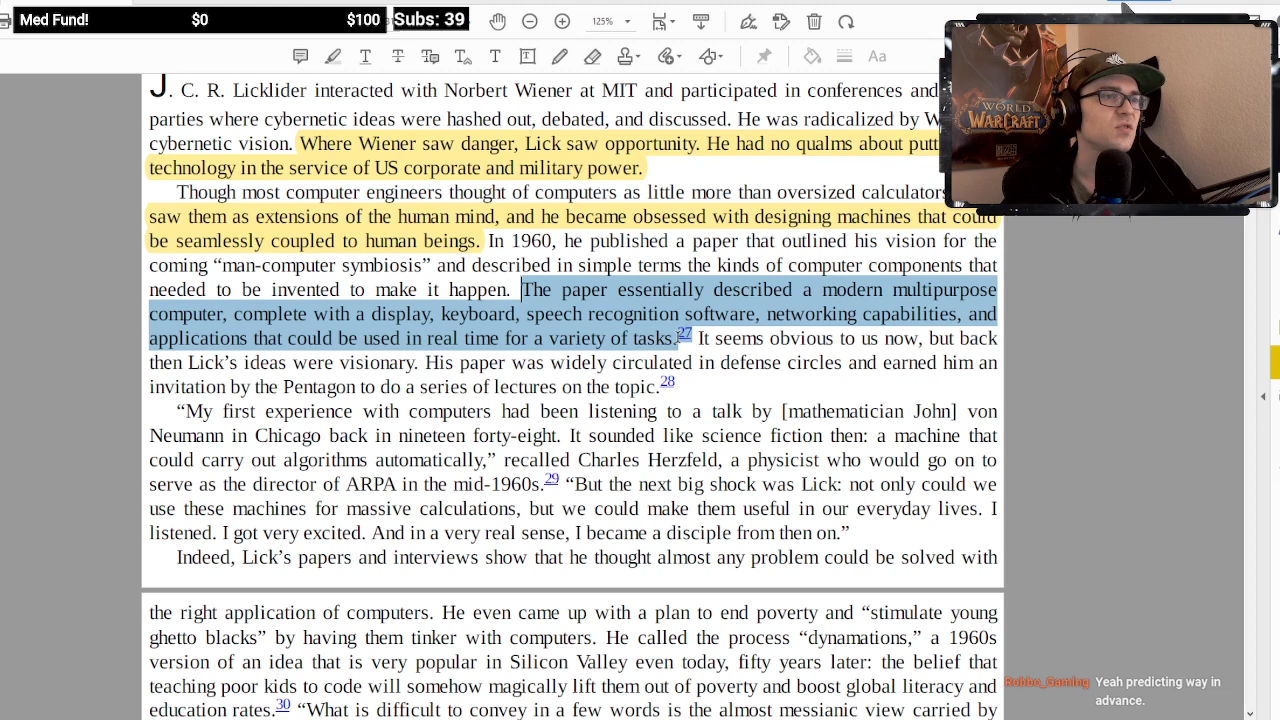 Med Fund! $0 $100 Subs: 39
125%
Aa
J. C. R. Licklider interacted with Norbert Wiener at MIT and participated in conferences and
parties where cybernetic ideas were hashed out, debated, and discussed. He was radicalized by W
cybernetic vision. Where Wiener saw danger, Lick saw opportunity. He had no qualms about putt
technology in the service of US corporate and military power.
Though most computer engineers thought of computers as little more than oversized calculators
saw them as extensions of the human mind, and he became obsessed with designing machines that could
be seamlessly coupled to human beings. In 1960, he published a paper that outlined his vision for the
coming “man-computer symbiosis” and described in simple terms the kinds of computer components that
needed to be invented to make it happen. The paper essentially described a modern multipurpose
computer, complete with a display, keyboard, speech recognition software, networking capabilities, and
applications that could be used in real time for a variety of tasks.27 It seems obvious to us now, but back
then Lick’s ideas were visionary. His paper was widely circulated in defense circles and earned him an
invitation by the Pentagon to do a series of lectures on the topic.28
“My first experience with computers had been listening to a talk by [mathematician John] von
Neumann in Chicago back in nineteen forty-eight. It sounded like science fiction then: a machine that
could carry out algorithms automatically,” recalled Charles Herzfeld, a physicist who would go on to
serve as the director of ARPA in the mid-1960s.29 “But the next big shock was Lick: not only could we
use these machines for massive calculations, but we could make them useful in our everyday lives. I
listened. I got very excited. And in a very real sense, I became a disciple from then on.”
Indeed, Lick’s papers and interviews show that he thought almost any problem could be solved with
the right application of computers. He even came up with a plan to end poverty and “stimulate young
ghetto blacks” by having them tinker with computers. He called the process “dynamations,” a 1960s
version of an idea that is very popular in Silicon Valley even today, fifty years later: the belief that
teaching poor kids to code will somehow magically lift them out of poverty and boost global literacy and
education rates.30 “What is difficult to convey in a few words is the almost messianic view carried by
WORLD
WARCRAFT
Robbo_Gaming Yeah predicting way in
advance.